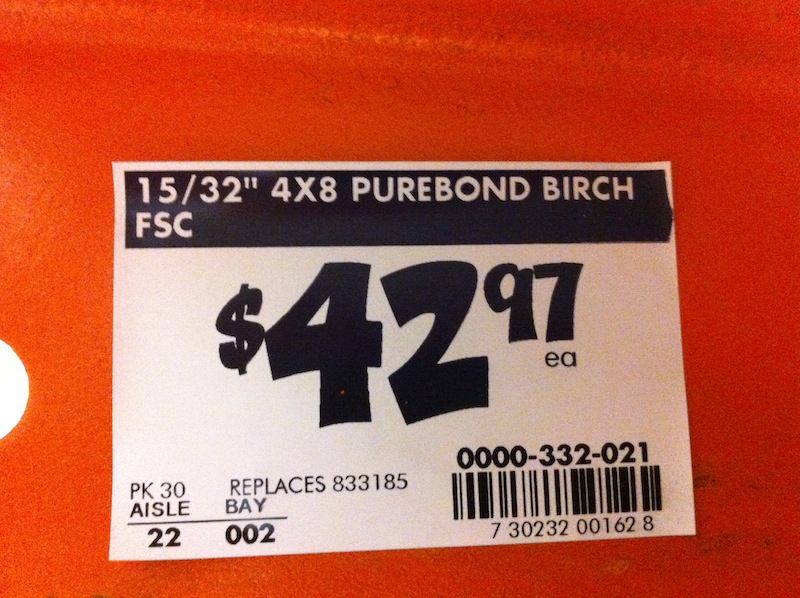 15/32" 4X8 PUREBOND BIRCH
FSC
$42 97
ea
0000-332-021
PK 30 REPLACES 833185
AISLE BAY
22 002
7 30232 00162 8